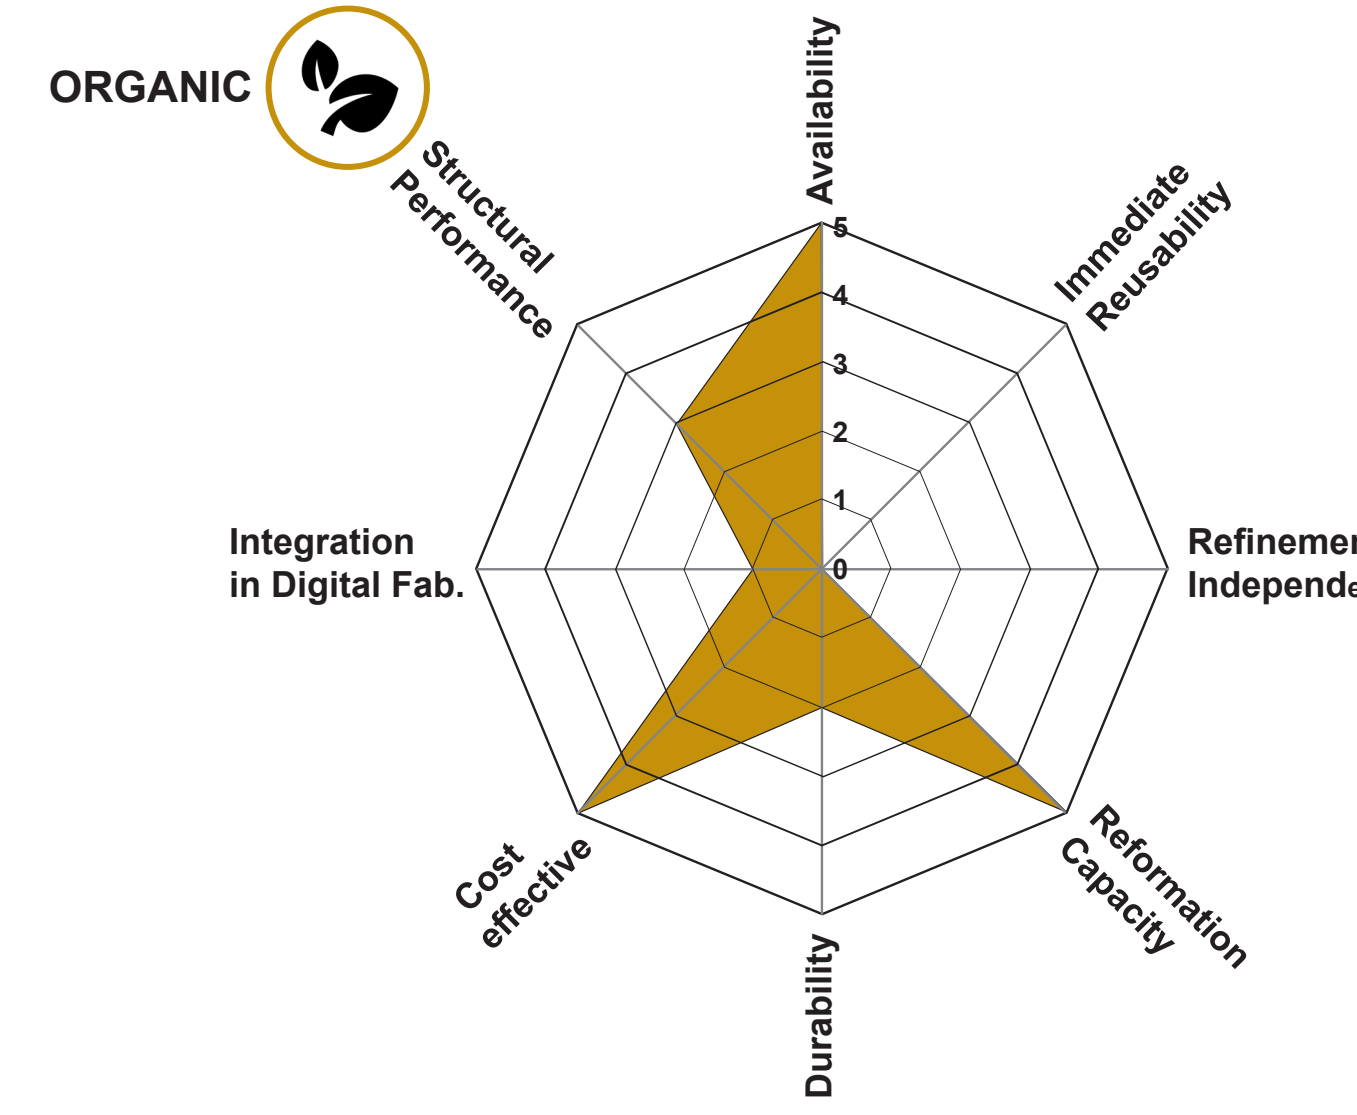 ORGANIC
Availability
Structural
Performance
Immediate
Reusability
5
4
3
2
1
0
Integration
in Digital Fab.
Cost
effective
Durability
Reformation
Capacity